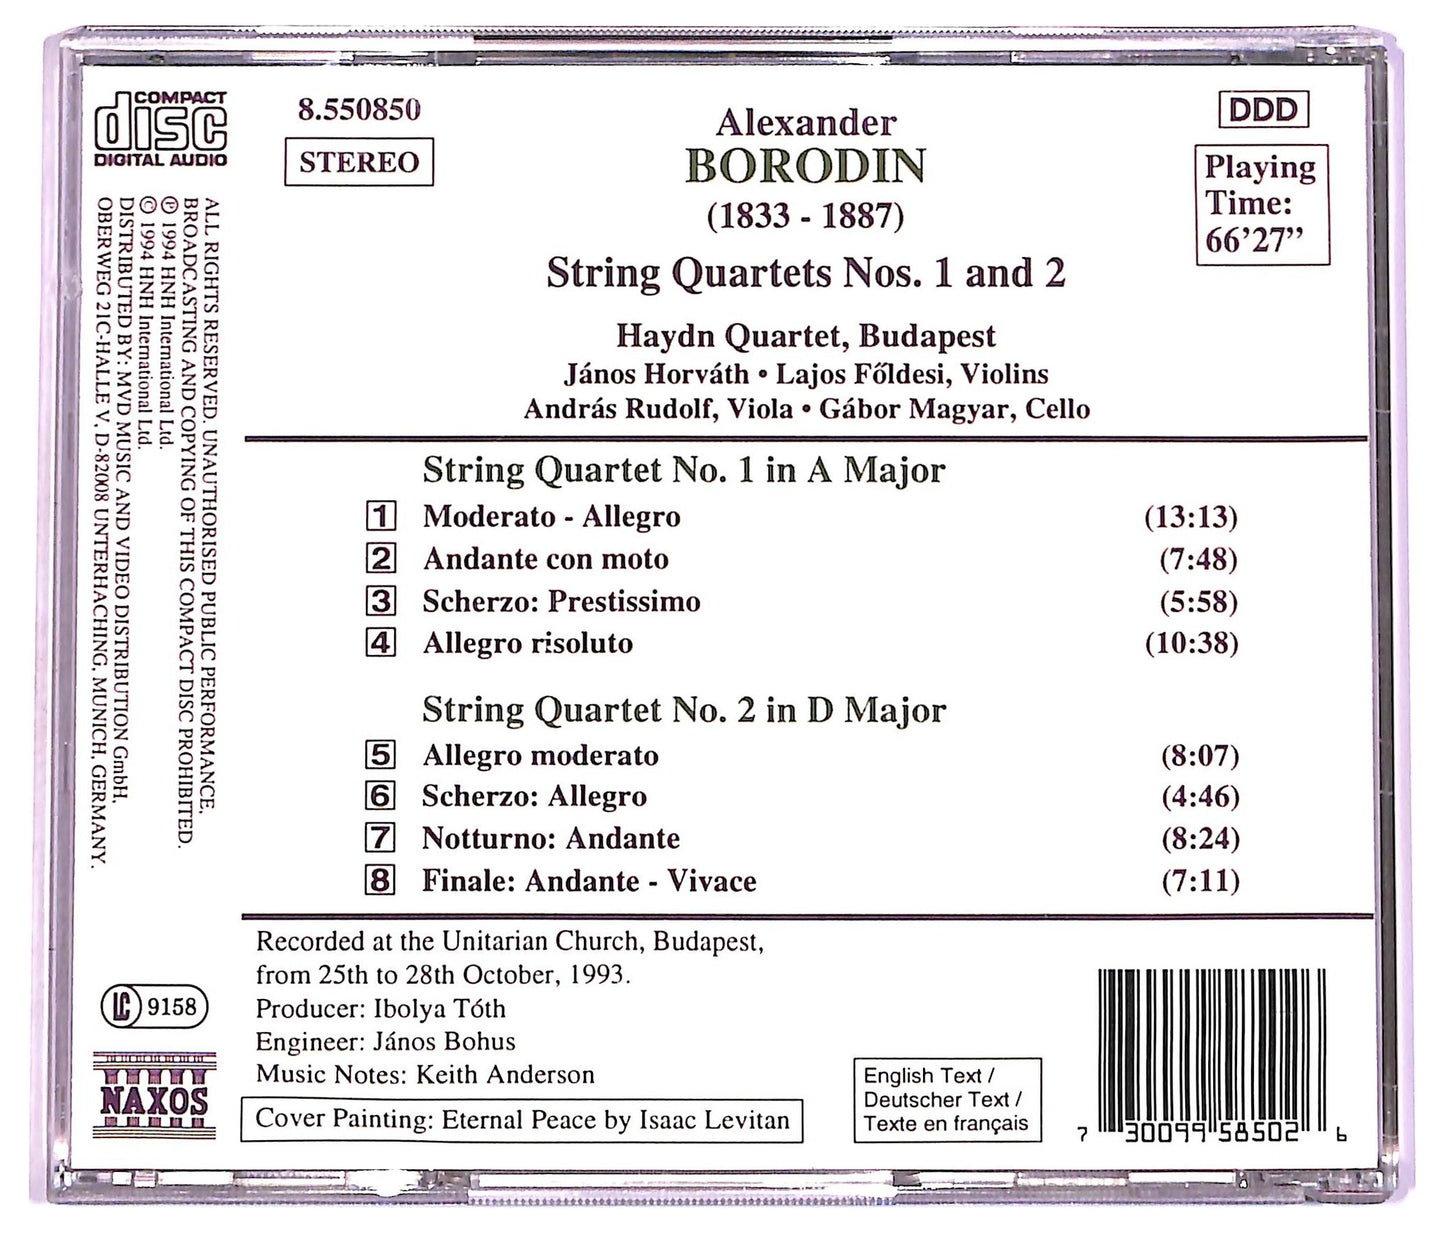 COMPACT
disc
DIGITAL AUDIO
8.550850
STEREO
Alexander
BORODIN
(1833 - 1887)
String Quartets Nos. 1 and 2
DDD
Playing
Time:
66’27”
Haydn Quartet, Budapest
János Horváth • Lajos Főldesi, Violins
András Rudolf, Viola • Gábor Magyar, Cello
String Quartet No. 1 in A Major
1 Moderato - Allegro (13:13)
2 Andante con moto (7:48)
3 Scherzo: Prestissimo (5:58)
4 Allegro risoluto (10:38)
String Quartet No. 2 in D Major
5 Allegro moderato (8:07)
6 Scherzo: Allegro (4:46)
7 Notturno: Andante (8:24)
8 Finale: Andante - Vivace (7:11)
Recorded at the Unitarian Church, Budapest,
from 25th to 28th October, 1993.
Producer: Ibolya Tóth
Engineer: János Bohus
Music Notes: Keith Anderson
Cover Painting: Eternal Peace by Isaac Levitan
English Text /
Deutscher Text /
Texte en français
7 30099 58502 6
ALL RIGHTS RESERVED. UNAUTHORISED PUBLIC PERFORMANCE,
BROADCASTING AND COPYING OF THIS COMPACT DISC PROHIBITED.
℗ 1994 HNH International Ltd.
© 1994 HNH International Ltd.
DISTRIBUTED BY: MVD MUSIC AND VIDEO DISTRIBUTION GmbH,
OBERWEG 21C-HALLE V, D-82008 UNTERHACHING, MUNICH, GERMANY.
LC 9158
NAXOS